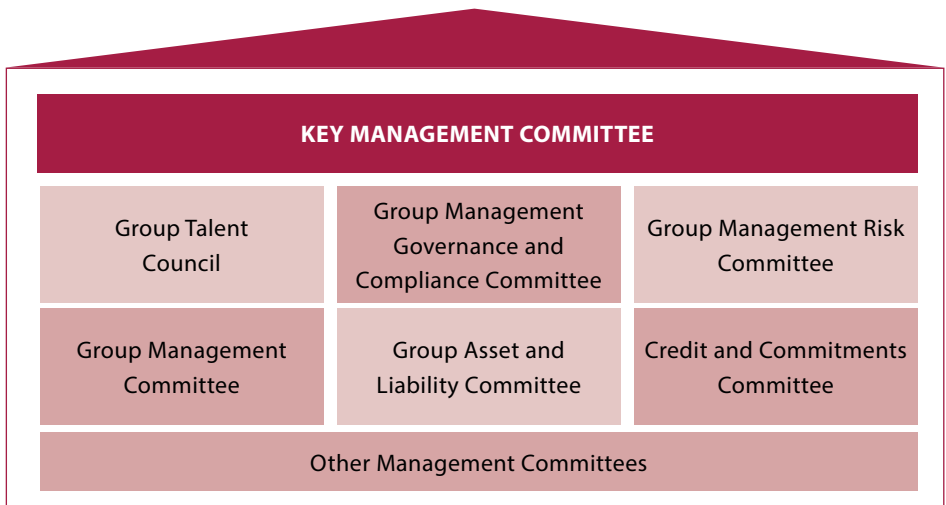 KEY MANAGEMENT COMMITTEE
Group Talent
Council
Group Management
Governance and
Compliance Committee
Group Management Risk
Committee
Group Management
Committee
Group Asset and
Liability Committee
Credit and Commitments
Committee
Other Management Committees